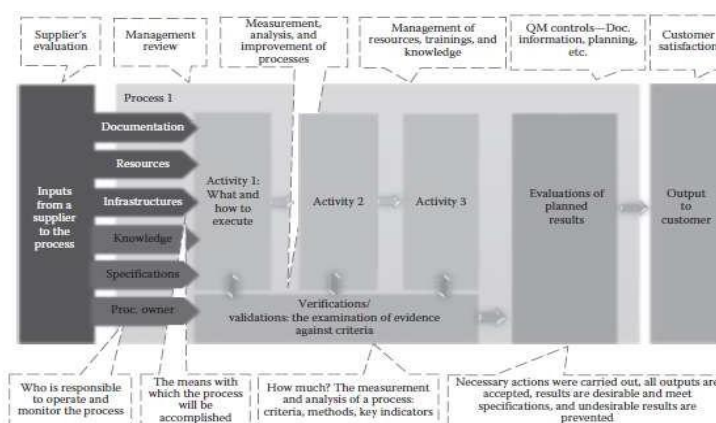 Supplier's
evaluation
Management
review
Measurement,
analysis, and
improvement of
processes
Management of
resources, trainings, and
knowledge
QM controls—Doc.
information, planning,
etc.
Customer
satisfaction
Process 1
Inputs
from a
supplier
to the
process
Documentation
Resources
Infrastructures
Knowledge
Specifications
Proc. owner
Activity 1:
What and
how to
execute
Activity 2
Activity 3
Evaluations of
planned
results
Output
to
customer
Verifications/
validations: the examination of evidence
against criteria
Who is responsible
to operate and
monitor the process
The means with
which the process
will be
accomplished
How much? The measurement
and analysis of a process:
criteria, methods, key indicators
Necessary actions were carried out, all outputs are
accepted, results are desirable and meet
specifications, and undesirable results are
prevented